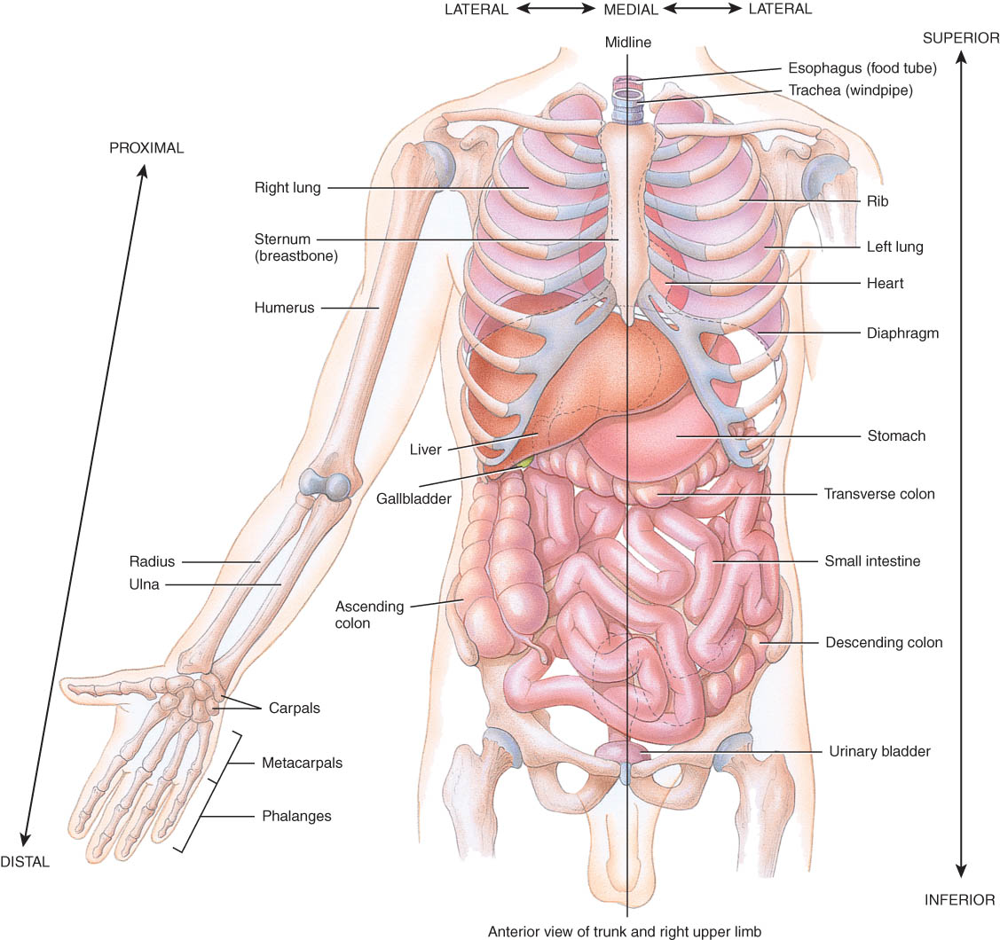 LATERAL MEDIAL LATERAL
Midline
SUPERIOR
Esophagus (food tube)
Trachea (windpipe)
PROXIMAL
Right lung
Rib
Sternum
(breastbone)
Left lung
Heart
Humerus
Diaphragm
Stomach
Liver
Gallbladder
Transverse colon
Radius
Small intestine
Ulna
Ascending
colon
Descending colon
Carpals
Urinary bladder
Metacarpals
Phalanges
DISTAL
INFERIOR
Anterior view of trunk and right upper limb